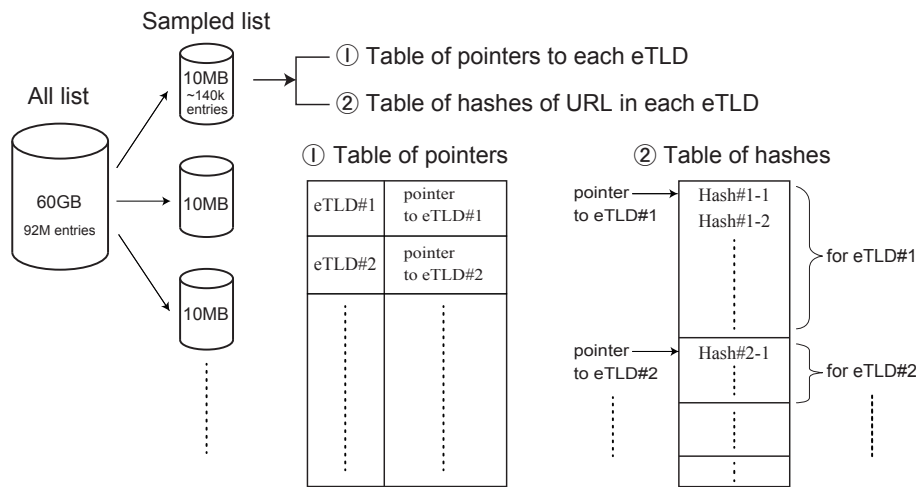 Sampled list
All list
60GB
92M entries
10MB
~140k
entries
10MB
10MB
① Table of pointers to each eTLD
② Table of hashes of URL in each eTLD
① Table of pointers
eTLD#1
pointer
to eTLD#1
eTLD#2
pointer
to eTLD#2
② Table of hashes
pointer
to eTLD#1
Hash#1-1
Hash#1-2
for eTLD#1
pointer
to eTLD#2
Hash#2-1
for eTLD#2